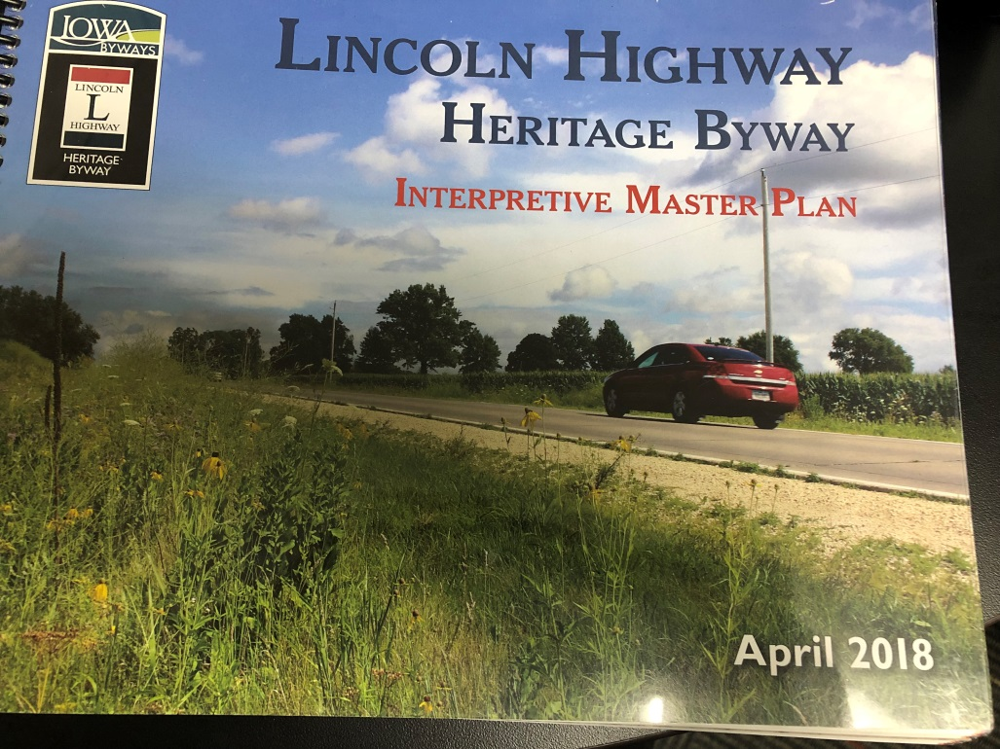 IOWA
BYWAYS
LINCOLN
L
HIGHWAY
HERITAGE
BYWAY
LINCOLN HIGHWAY
HERITAGE BYWAY
INTERPRETIVE MASTER PLAN
April 2018